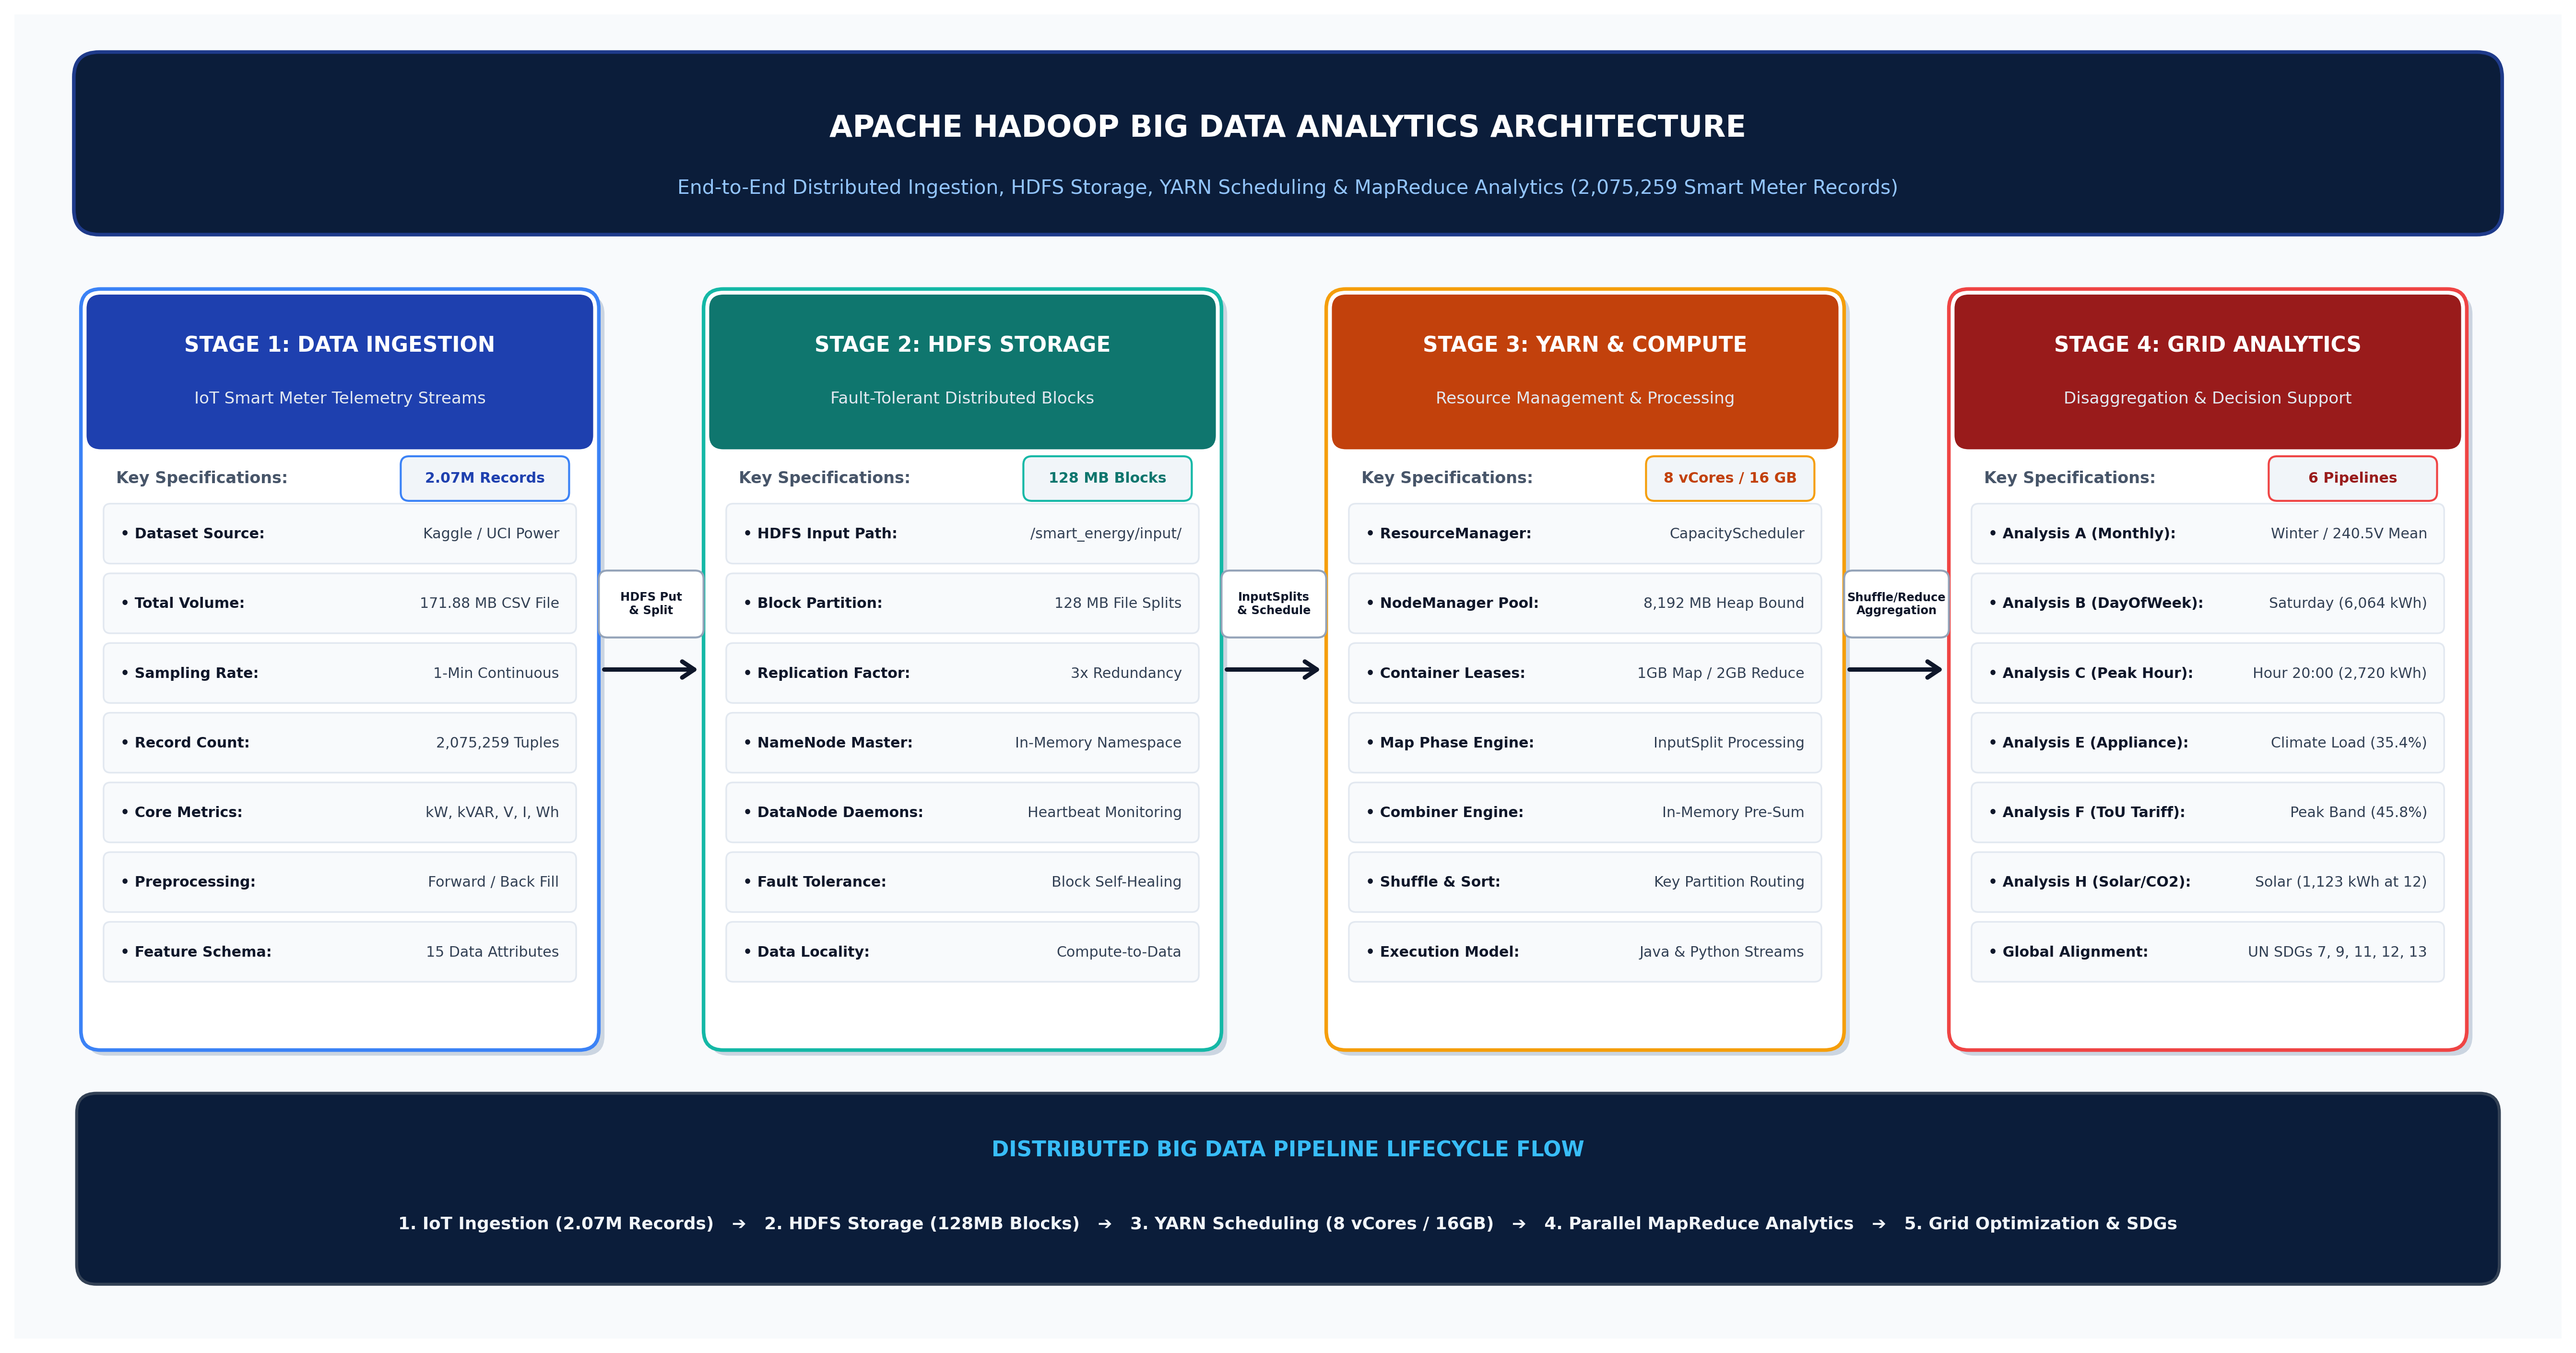 APACHE HADOOP BIG DATA ANALYTICS ARCHITECTURE
End-to-End Distributed Ingestion, HDFS Storage, YARN Scheduling & MapReduce Analytics (2,075,259 Smart Meter Records)
STAGE 1: DATA INGESTION
IoT Smart Meter Telemetry Streams
Key Specifications: 2.07M Records
• Dataset Source: Kaggle / UCI Power
• Total Volume: 171.88 MB CSV File
• Sampling Rate: 1-Min Continuous
• Record Count: 2,075,259 Tuples
• Core Metrics: kW, kVAR, V, I, Wh
• Preprocessing: Forward / Back Fill
• Feature Schema: 15 Data Attributes
HDFS Put
& Split
STAGE 2: HDFS STORAGE
Fault-Tolerant Distributed Blocks
Key Specifications: 128 MB Blocks
• HDFS Input Path: /smart_energy/input/
• Block Partition: 128 MB File Splits
• Replication Factor: 3x Redundancy
• NameNode Master: In-Memory Namespace
• DataNode Daemons: Heartbeat Monitoring
• Fault Tolerance: Block Self-Healing
• Data Locality: Compute-to-Data
InputSplits
& Schedule
STAGE 3: YARN & COMPUTE
Resource Management & Processing
Key Specifications: 8 vCores / 16 GB
• ResourceManager: CapacityScheduler
• NodeManager Pool: 8,192 MB Heap Bound
• Container Leases: 1GB Map / 2GB Reduce
• Map Phase Engine: InputSplit Processing
• Combiner Engine: In-Memory Pre-Sum
• Shuffle & Sort: Key Partition Routing
• Execution Model: Java & Python Streams
Shuffle/Reduce
Aggregation
STAGE 4: GRID ANALYTICS
Disaggregation & Decision Support
Key Specifications: 6 Pipelines
• Analysis A (Monthly): Winter / 240.5V Mean
• Analysis B (DayOfWeek): Saturday (6,064 kWh)
• Analysis C (Peak Hour): Hour 20:00 (2,720 kWh)
• Analysis E (Appliance): Climate Load (35.4%)
• Analysis F (ToU Tariff): Peak Band (45.8%)
• Analysis H (Solar/CO2): Solar (1,123 kWh at 12)
• Global Alignment: UN SDGs 7, 9, 11, 12, 13
DISTRIBUTED BIG DATA PIPELINE LIFECYCLE FLOW
1. IoT Ingestion (2.07M Records) → 2. HDFS Storage (128MB Blocks) → 3. YARN Scheduling (8 vCores / 16GB) → 4. Parallel MapReduce Analytics → 5. Grid Optimization & SDGs